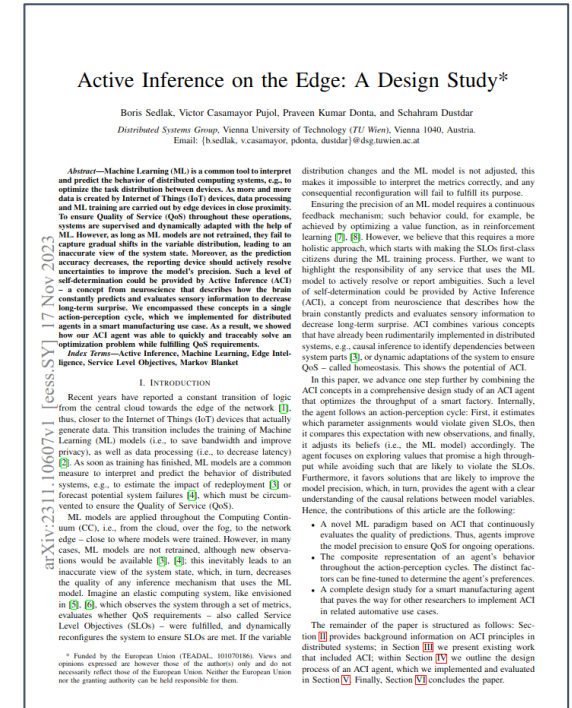 Active Inference on the Edge: A Design Study*
Boris Sedlak, Victor Casamayor Pujol, Praveen Kumar Donta, and Schahram Dustdar
Distributed Systems Group, Vienna University of Technology (TU Wien), Vienna 1040, Austria.
Email: {b.sedlak, v.casamayor, pdonta, dustdar}@dsg.tuwien.ac.at
arXiv:2311.10607v1 [eess.SY] 17 Nov 2023
Abstract—Machine Learning (ML) is a common tool to interpret
and predict the behavior of distributed computing systems, e.g., to
optimize the task distribution between devices. As more and more
data is created by Internet of Things (IoT) devices, data processing
and ML training are carried out by edge devices in close proximity.
To ensure Quality of Service (QoS) throughout these operations,
systems are supervised and dynamically adapted with the help of
ML. However, as long as ML models are not retrained, they fail to
capture gradual shifts in the variable distribution, leading to an
inaccurate view of the system state. Moreover, as the prediction
accuracy decreases, the reporting device should actively resolve
uncertainties to improve the model's precision. Such a level of
self-determination could be provided by Active Inference (ACI)
– a concept from neuroscience that describes how the brain
constantly predicts and evaluates sensory information to decrease
long-term surprise. We encompassed these concepts in a single
action-perception cycle, which we implemented for distributed
agents in a smart manufacturing use case. As a result, we showed
how our ACI agent was able to quickly and traceably solve an
optimization problem while fulfilling QoS requirements.
Index Terms—Active Inference, Machine Learning, Edge Intel-
ligence, Service Level Objectives, Markov Blanket
I. INTRODUCTION
Recent years have reported a constant transition of logic
from the central cloud towards the edge of the network [1],
thus, closer to the Internet of Things (IoT) devices that actually
generate data. This transition includes the training of Machine
Learning (ML) models (i.e., to save bandwidth and improve
privacy), as well as data processing (i.e., to decrease latency)
[2]. As soon as training has finished, ML models are a common
measure to interpret and predict the behavior of distributed
systems, e.g., to estimate the impact of redeployment [3] or
forecast potential system failures [4], which must be circum-
vented to ensure the Quality of Service (QoS).
ML models are applied throughout the Computing Contin-
uum (CC), i.e., from the cloud, over the fog, to the network
edge – close to where models were trained. However, in many
cases, ML models are not retrained, although new observa-
tions would be available [3], [4]; this inevitably leads to an
inaccurate view of the system state, which, in turn, decreases
the quality of any inference mechanism that uses the ML
model. Imagine an elastic computing system, like envisioned
in [5], [6], which observes the system through a set of metrics,
evaluates whether QoS requirements – also called Service
Level Objectives (SLOs) – were fulfilled, and dynamically
reconfigures the system to ensure SLOs are met. If the variable
* Funded by the European Union (TEADAL, 101070186). Views and
opinions expressed are however those of the author(s) only and do not
necessarily reflect those of the European Union. Neither the European Union
nor the granting authority can be held responsible for them.
distribution changes and the ML model is not adjusted, this
makes it impossible to interpret the metrics correctly, and any
consequential reconfiguration will fail to fulfill its purpose.
Ensuring the precision of an ML model requires a continuous
feedback mechanism; such behavior could, for example, be
achieved by optimizing a value function, as in reinforcement
learning [7], [8]. However, we believe that this requires a more
holistic approach, which starts with making the SLOs first-class
citizens during the ML training process. Further, we want to
highlight the responsibility of any service that uses the ML
model to actively resolve or report ambiguities. Such a level
of self-determination could be provided by Active Inference
(ACI), a concept from neuroscience that describes how the
brain constantly predicts and evaluates sensory information to
decrease long-term surprise. ACI combines various concepts
that have already been rudimentarily implemented in distributed
systems, e.g., causal inference to identify dependencies between
system parts [3], or dynamic adaptations of the system to ensure
QoS – called homeostasis. This shows the potential of ACI.
In this paper, we advance one step further by combining the
ACI concepts in a comprehensive design study of an ACI agent
that optimizes the throughput of a smart factory. Internally,
the agent follows an action-perception cycle: First, it estimates
which parameter assignments would violate given SLOs, then
it compares this expectation with new observations, and finally,
it adjusts its beliefs (i.e., the ML model) accordingly. The
agent focuses on exploring values that promise a high through-
put while avoiding such that are likely to violate the SLOs.
Furthermore, it favors solutions that are likely to improve the
model precision, which, in turn, provides the agent with a clear
understanding of the causal relations between model variables.
Hence, the contributions of this article are the following:
• A novel ML paradigm based on ACI that continuously
evaluates the quality of predictions. Thus, agents improve
the model precision to ensure QoS for ongoing operations.
• The composite representation of an agent's behavior
throughout the action-perception cycles. The distinct fac-
tors can be fine-tuned to determine the agent's preferences.
• A complete design study for a smart manufacturing agent
that paves the way for other researchers to implement ACI
in related automotive use cases.
The remainder of the paper is structured as follows: Sec-
tion II provides background information on ACI principles in
distributed systems; in Section III we present existing work
that included ACI; within Section IV we outline the design
process of an ACI agent, which we implemented and evaluated
in Section V. Finally, Section VI concludes the paper.